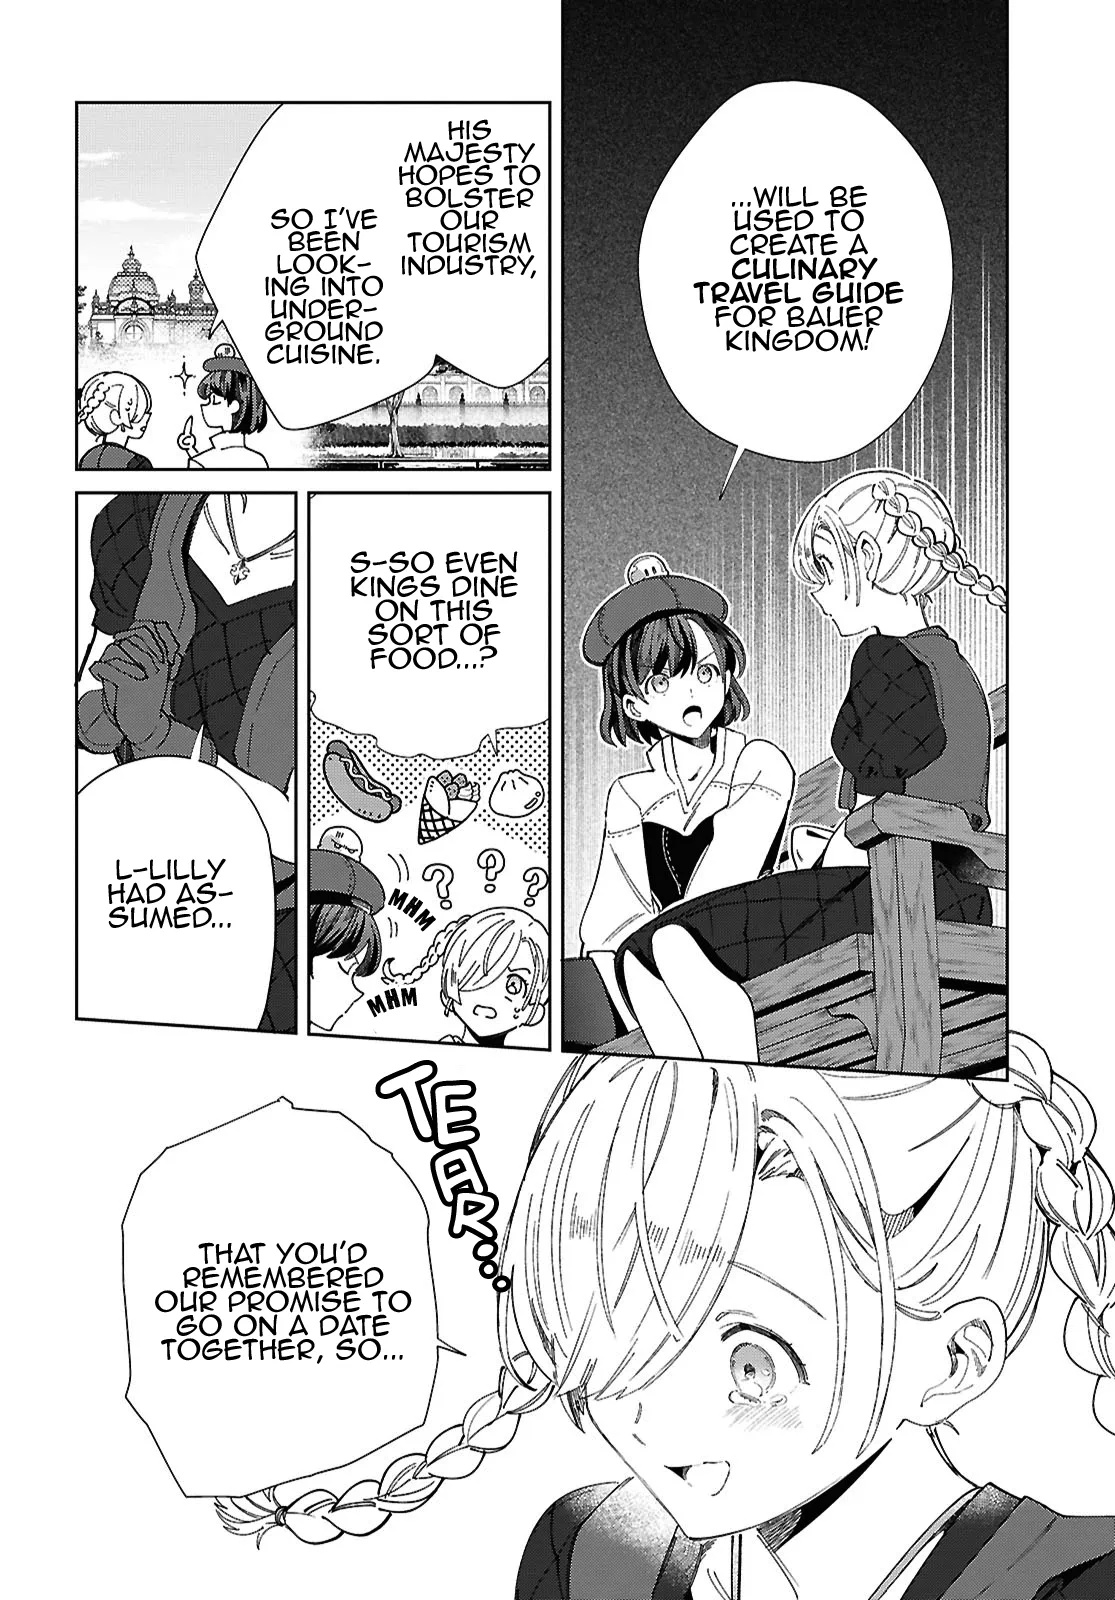 ...WILL BE
USED TO
CREATE A
CULINARY
TRAVEL GUIDE
FOR BAUER
KINGDOM!
HIS
MAJESTY
HOPES TO
BOLSTER
OUR
TOURISM
INDUSTRY,
SO I'VE
BEEN
LOOK-
ING INTO
UNDER-
GROUND
CUISINE.
S-SO EVEN
KINGS DINE
ON THIS
SORT OF
FOOD...?
???
MHM
MHM
L-LILLY
HAD AS-
SUMED...
TEAR...
THAT YOU'D
REMEMBERED
OUR PROMISE TO
GO ON A DATE
TOGETHER, SO...